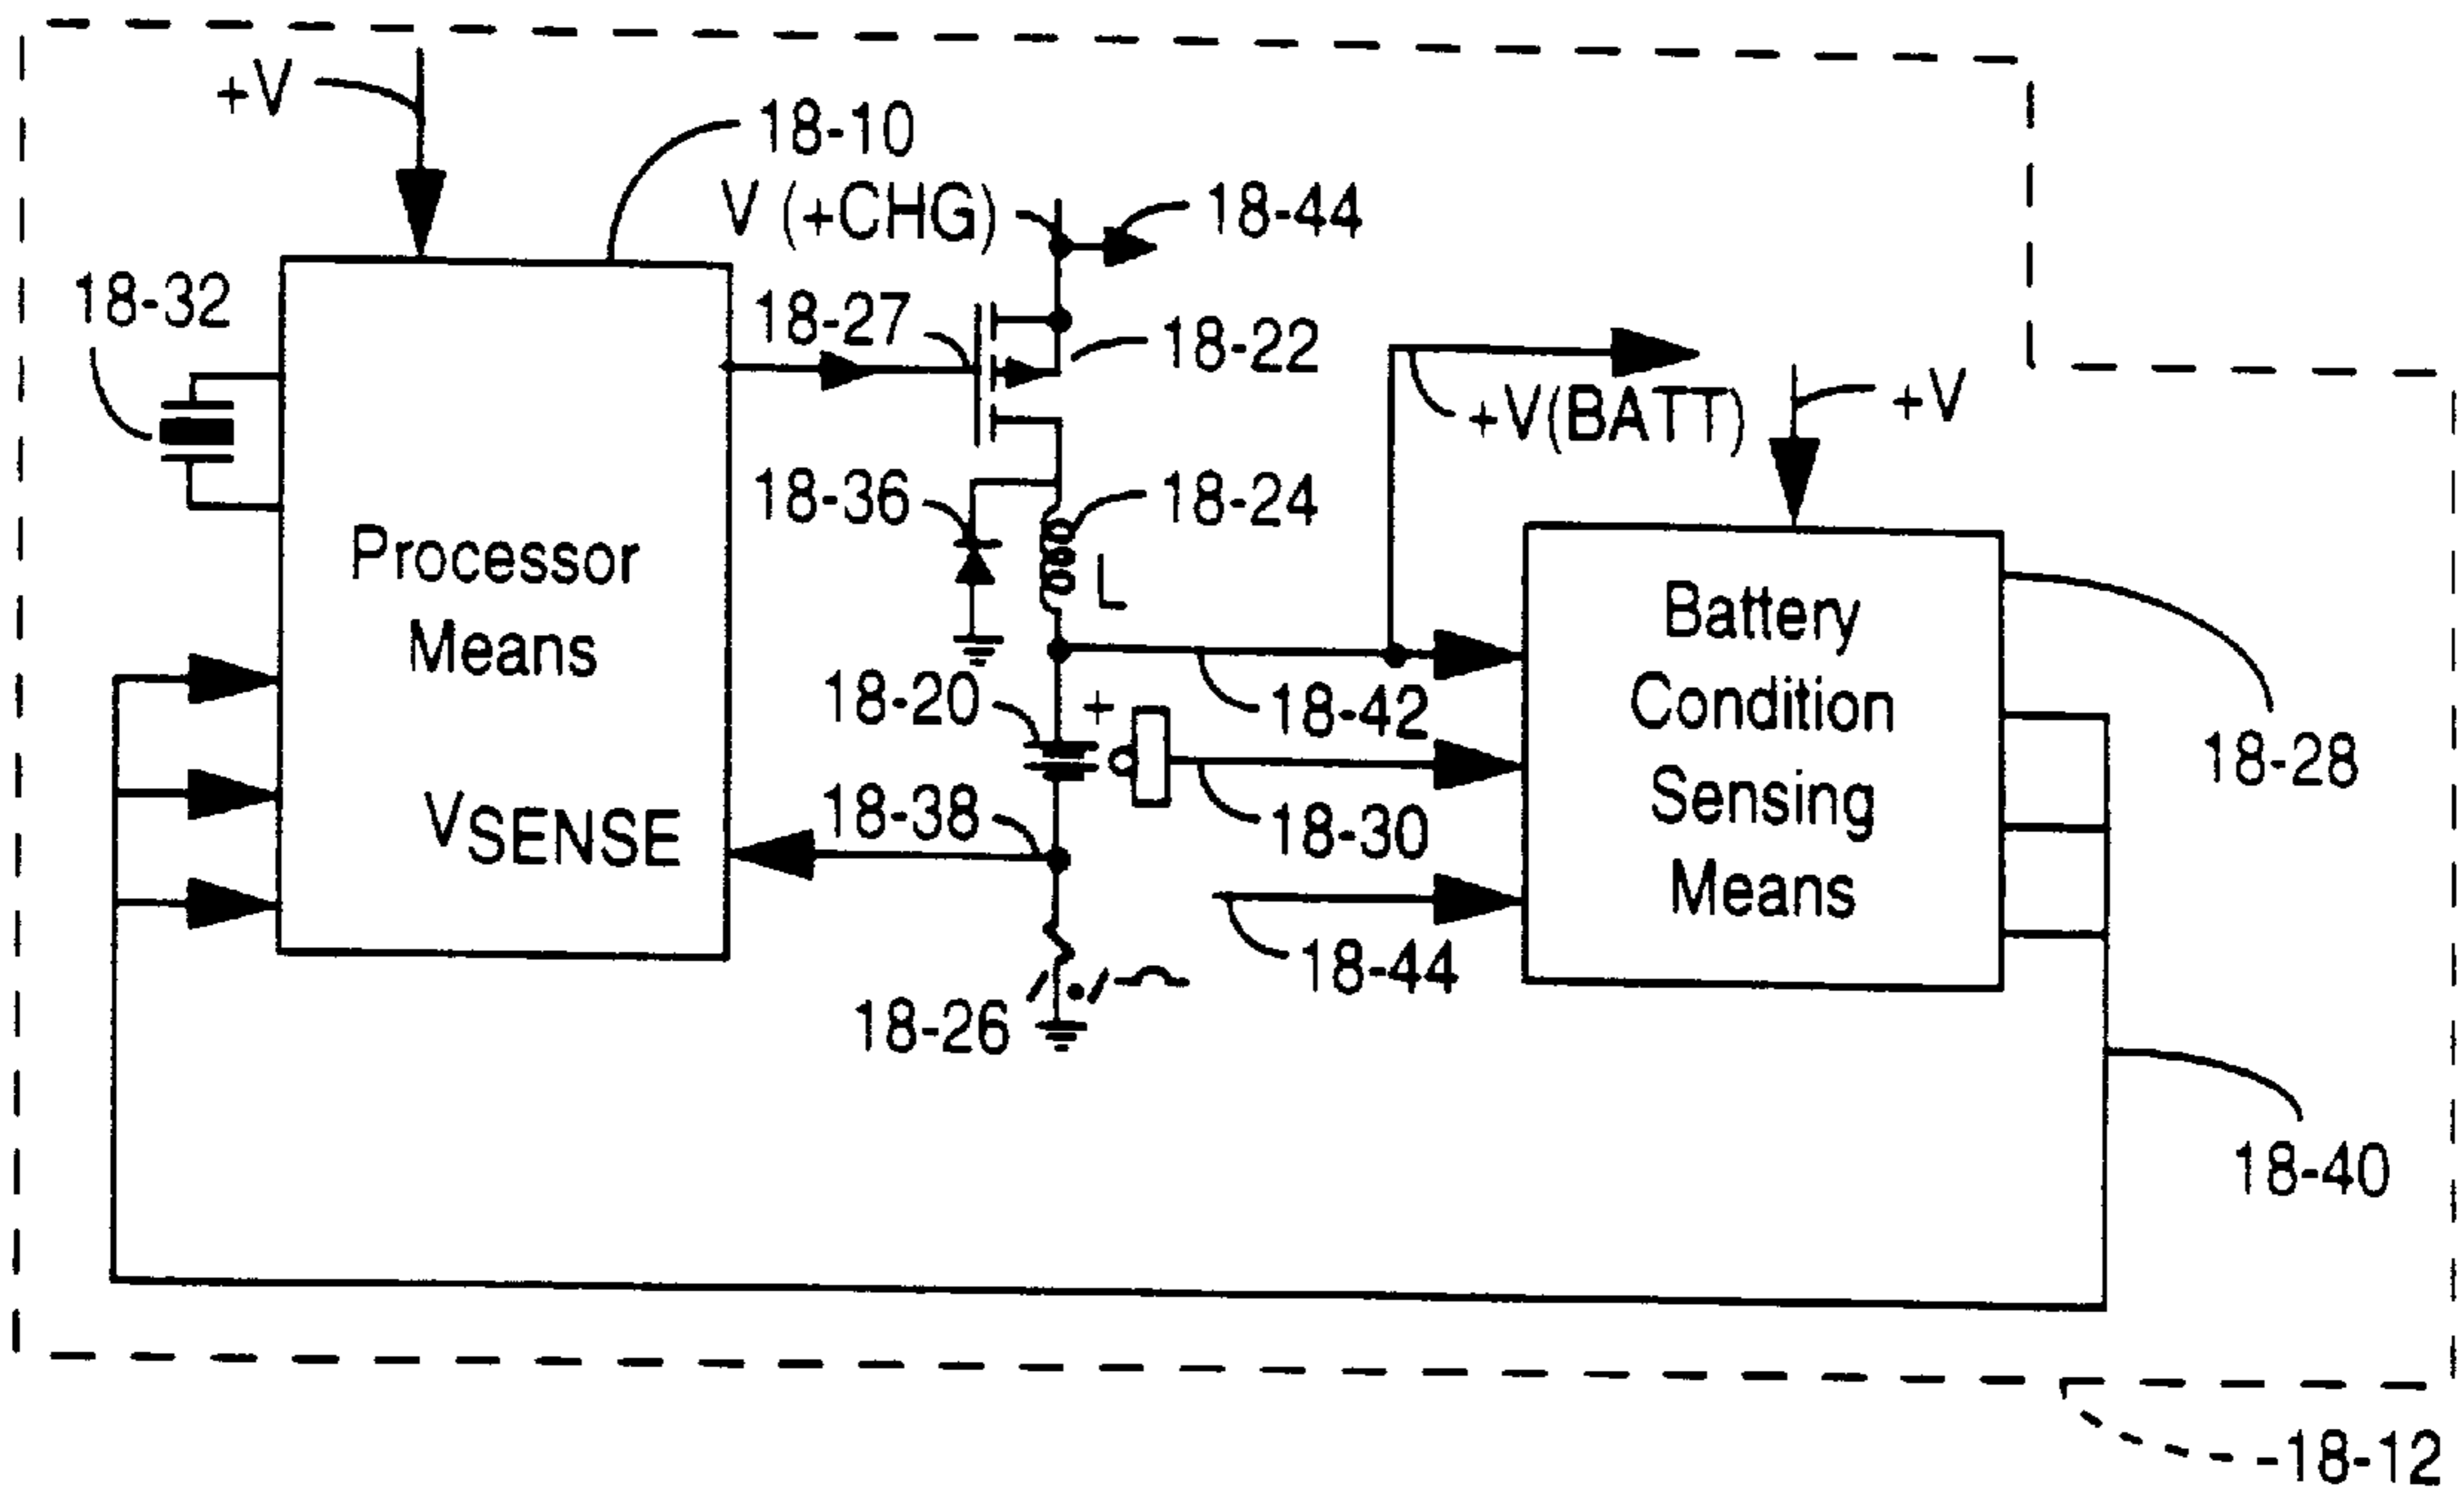 +V
18-10
V (+CHG)
18-44
18-32
18-27
18-22
+V(BATT)
+V
18-36
18-24
L
Processor
Means
Battery
Condition
Sensing
Means
18-20
+
18-42
18-28
VSENSE
18-38
18-30
18-44
18-26
18-40
-18-12